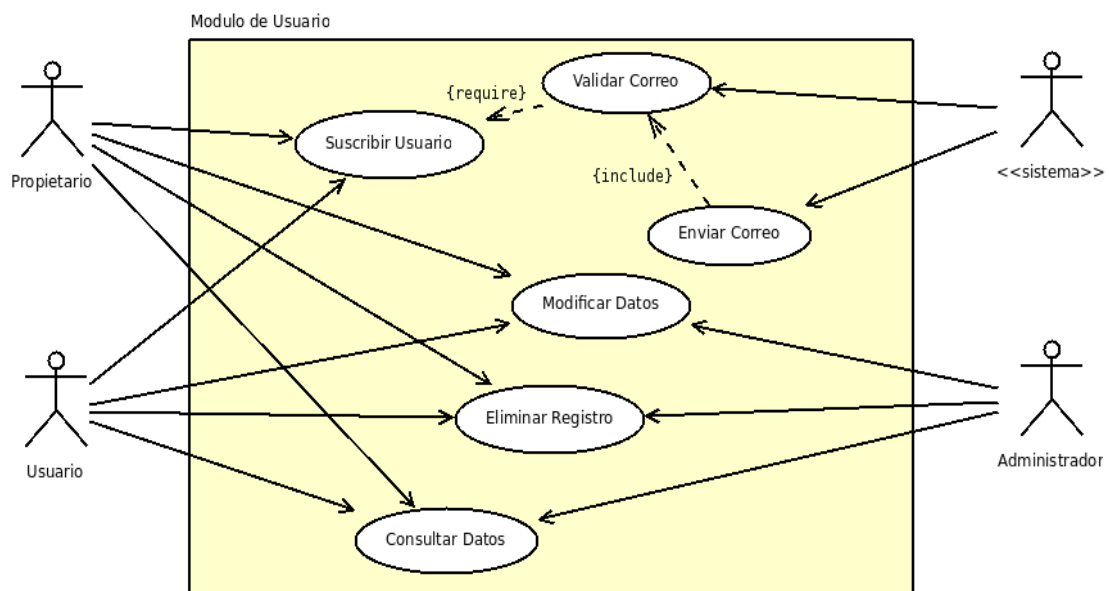 Modulo de Usuario
Validar Correo
{require}
Suscribir Usuario
Propietario
<<sistema>>
{include}
Enviar Correo
Modificar Datos
Eliminar Registro
Usuario
Administrador
Consultar Datos